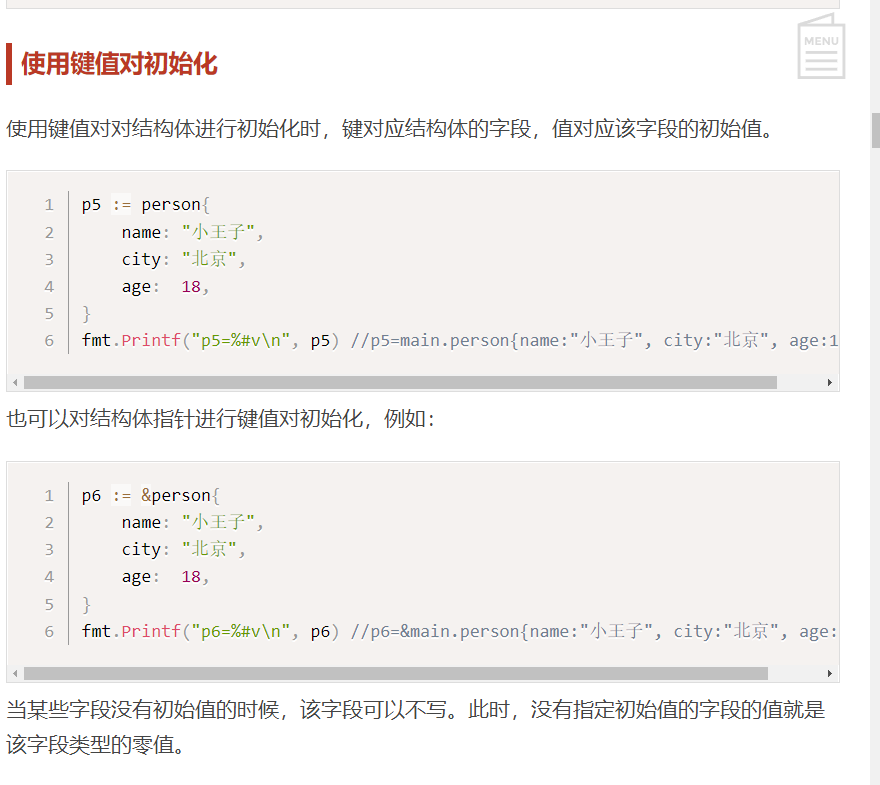 MENU
使用键值对初始化
使用键值对对结构体进行初始化时，键对应结构体的字段，值对应该字段的初始值。
1 p5 := person{
2     name: "小王子",
3     city: "北京",
4     age:  18,
5 }
6 fmt.Printf("p5=%#v\n", p5) //p5=main.person{name:"小王子", city:"北京", age:1
也可以对结构体指针进行键值对初始化，例如：
1 p6 := &person{
2     name: "小王子",
3     city: "北京",
4     age:  18,
5 }
6 fmt.Printf("p6=%#v\n", p6) //p6=&main.person{name:"小王子", city:"北京", age:
当某些字段没有初始值的时候，该字段可以不写。此时，没有指定初始值的字段的值就是
该字段类型的零值。